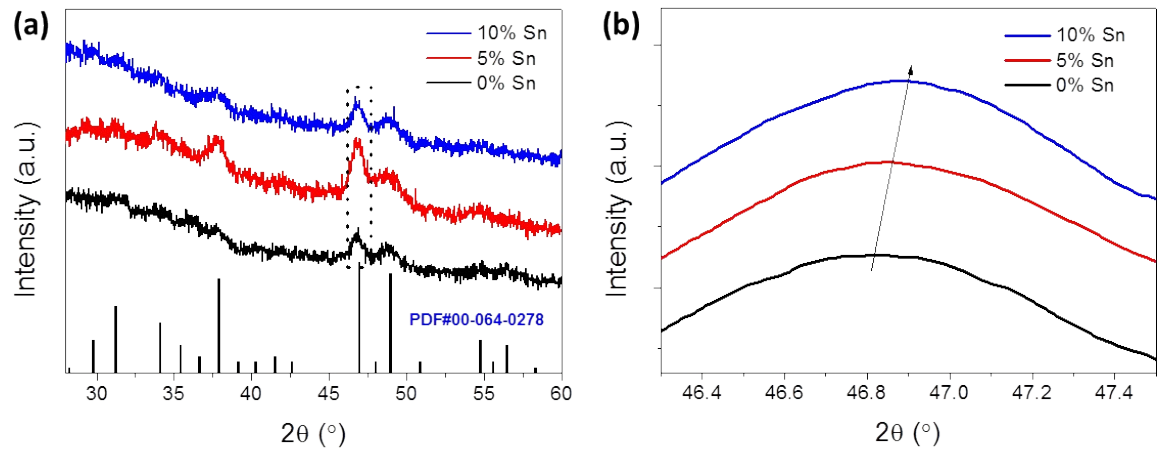 (a)
10% Sn
5% Sn
0% Sn
Intensity (a.u.)
PDF#00-064-0278
30 35 40 45 50 55 60
2θ (°)
(b)
10% Sn
5% Sn
0% Sn
Intensity (a.u.)
46.4 46.6 46.8 47.0 47.2 47.4
2θ (°)